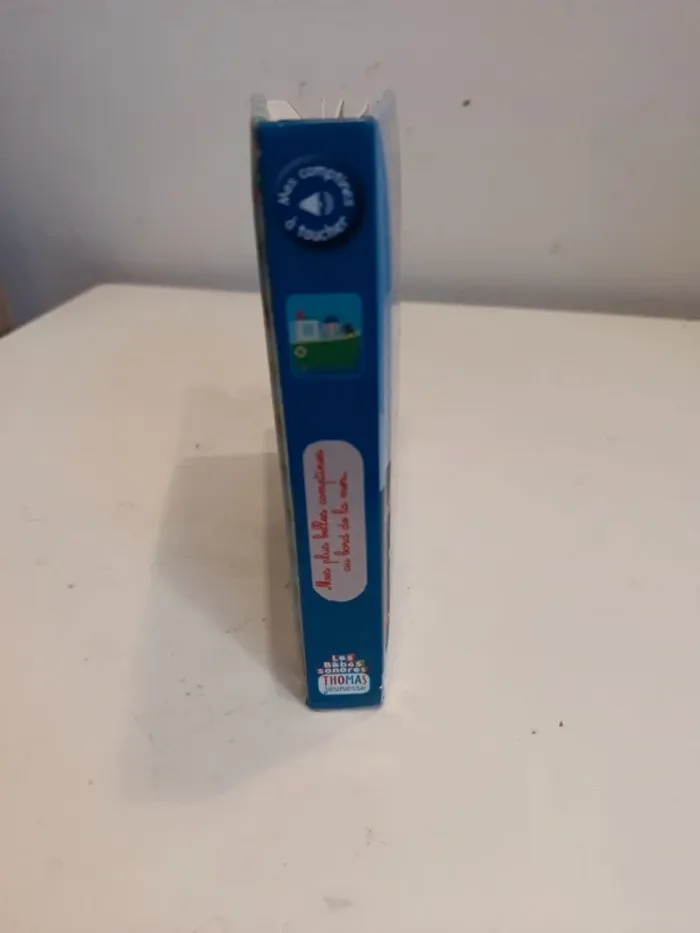 Mes comptines
à toucher
Mes plus belles comptines
au bord de la mer
Les
Bébés
sonores
THOMAS
jeunesse